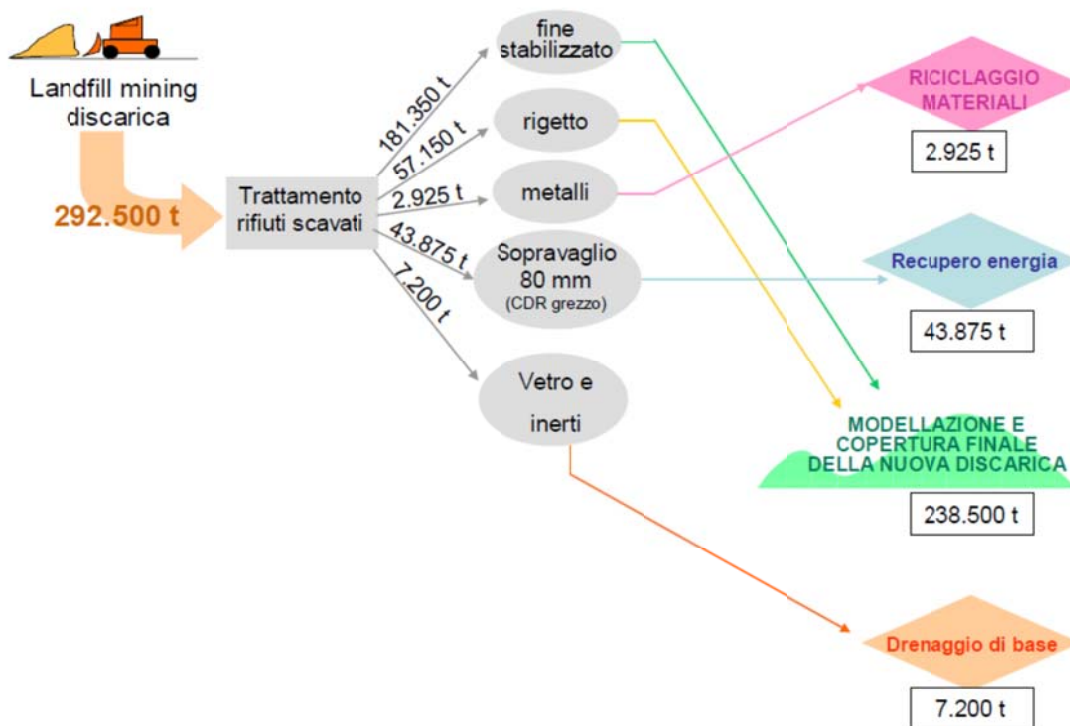 Landfill mining
discarica
292.500 t
Trattamento
rifiuti scavati
181.350 t
57.150 t
2.925 t
43.875 t
7.200 t
fine
stabilizzato
rigetto
metalli
Sopravaglio
80 mm
(CDR grezzo)
Vetro e
inerti
RICICLAGGIO
MATERIALI
2.925 t
Recupero energia
43.875 t
MODELLAZIONE E
COPERTURA FINALE
DELLA NUOVA DISCARICA
238.500 t
Drenaggio di base
7.200 t